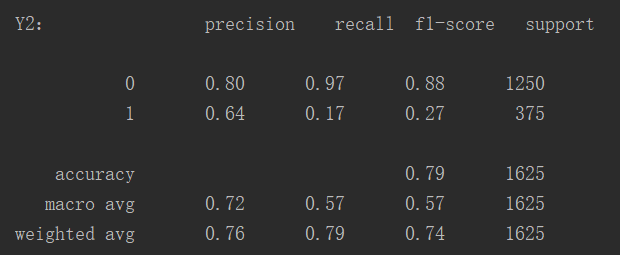 Y2: precision recall f1-score support
0 0.80 0.97 0.88 1250
1 0.64 0.17 0.27 375
accuracy 0.79 1625
macro avg 0.72 0.57 0.57 1625
weighted avg 0.76 0.79 0.74 1625